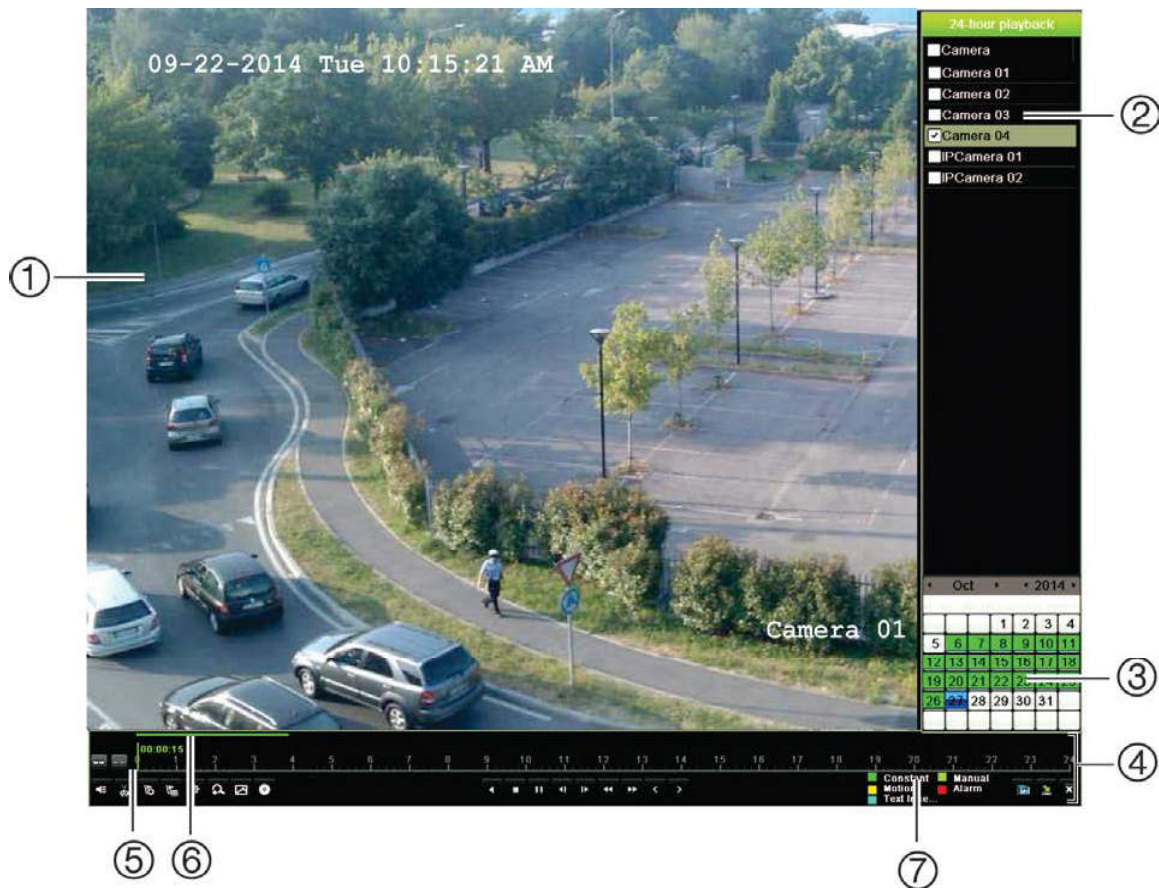 24-hour playback
09-22-2014 Tue 10:15:21 AM
Camera
Camera 01
Camera 02
Camera 03
②
Camera 04
IPCamera 01
IPCamera 02
①
Oct 2014
Camera 01
1 2 3 4
5 6 7 8 9 10 11
12 13 14 15 16 17 18
19 20 21 22 23 24 25
③
26 27 28 29 30 31
00:00:15
0 1 2 3 4 5 6 7 8 9 10 11 12 13 14 15 16 17 18 19 20 21 22 23 24
④
Constant Manual
Motion Alarm
⑤ ⑥ ⑦